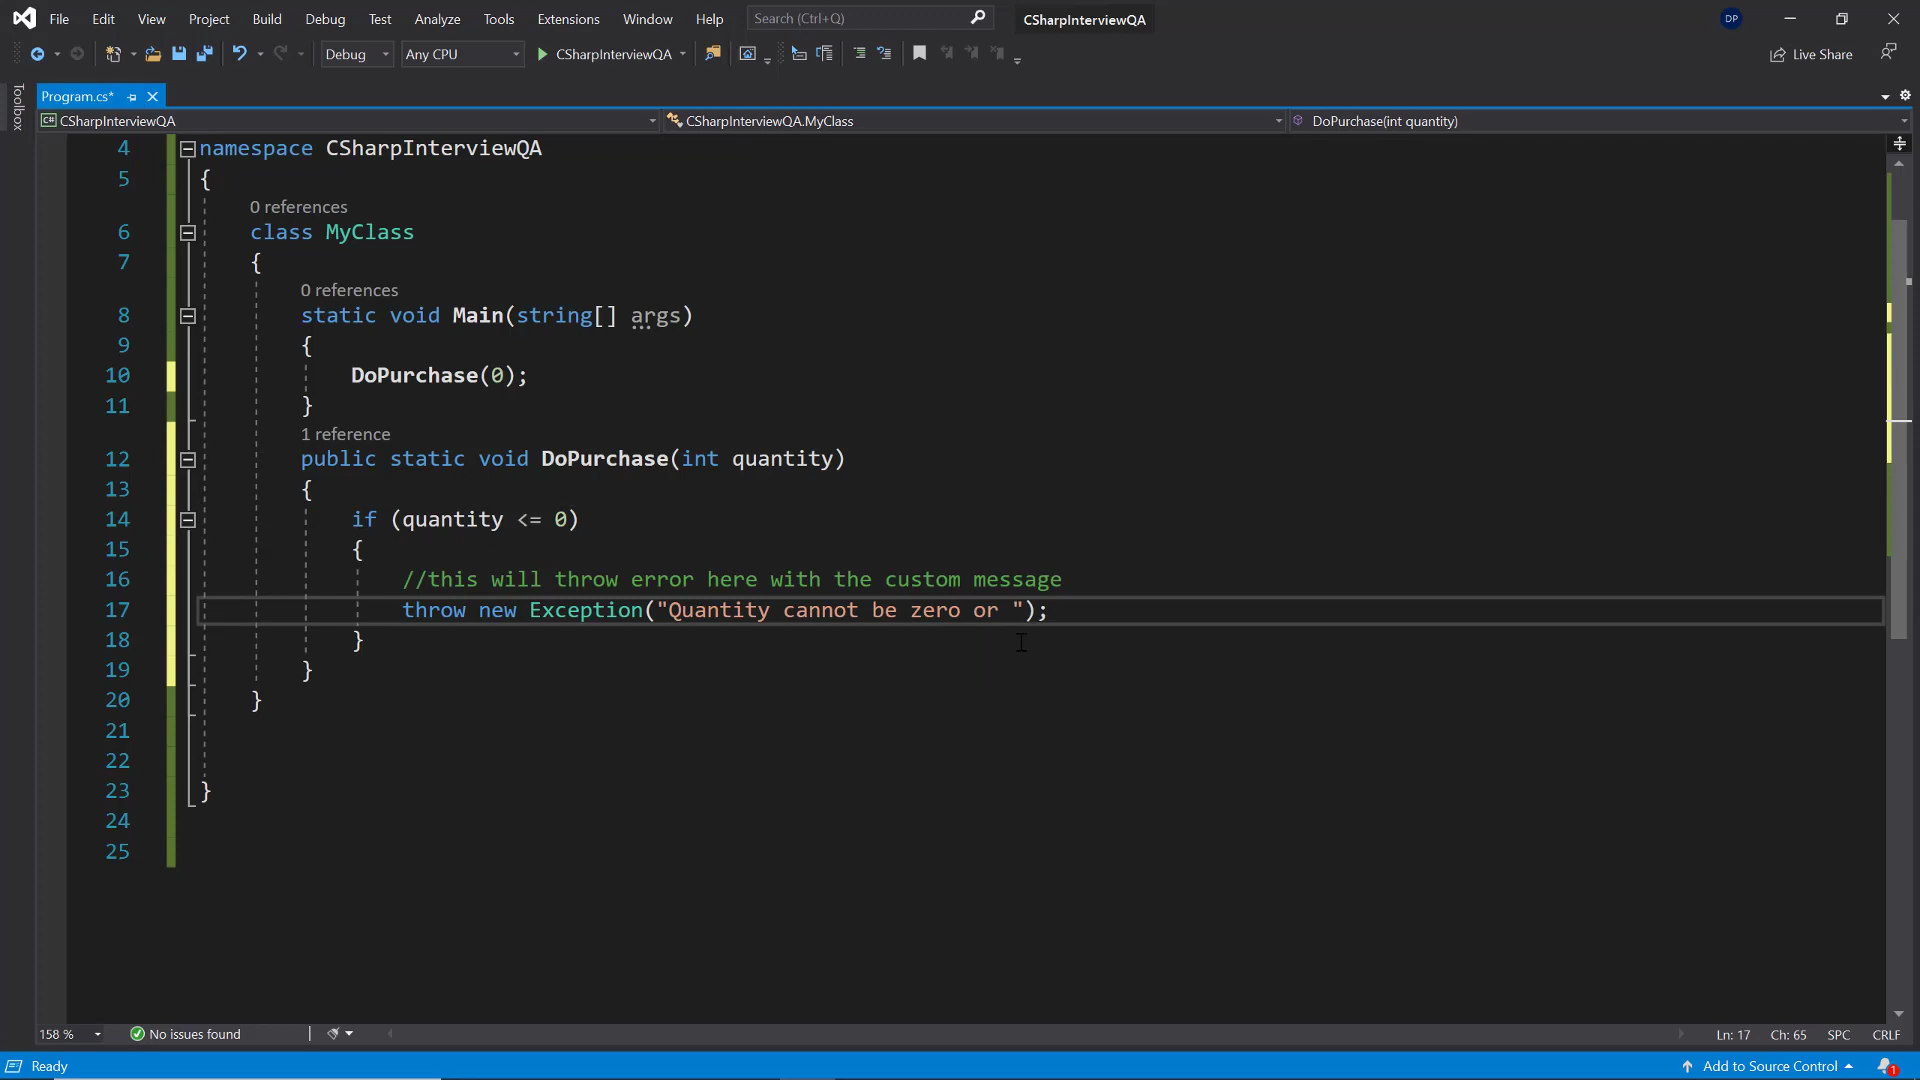 File Edit View Project Build Debug Test Analyze Tools Extensions Window Help Search (Ctrl+Q) CSharpInterviewQA DP
Debug Any CPU CSharpInterviewQA Live Share
Toolbox
Program.cs*
C# CSharpInterviewQA CSharpInterviewQA.MyClass DoPurchase(int quantity)
4 namespace CSharpInterviewQA
5 {
0 references
6 class MyClass
7 {
0 references
8 static void Main(string[] args)
9 {
10 DoPurchase(0);
11 }
1 reference
12 public static void DoPurchase(int quantity)
13 {
14 if (quantity <= 0)
15 {
16 //this will throw error here with the custom message
17 throw new Exception("Quantity cannot be zero or ");
18 }
19 }
20 }
21
22
23 }
24
25
158 % No issues found Ln: 17 Ch: 65 SPC CRLF
Ready Add to Source Control 1